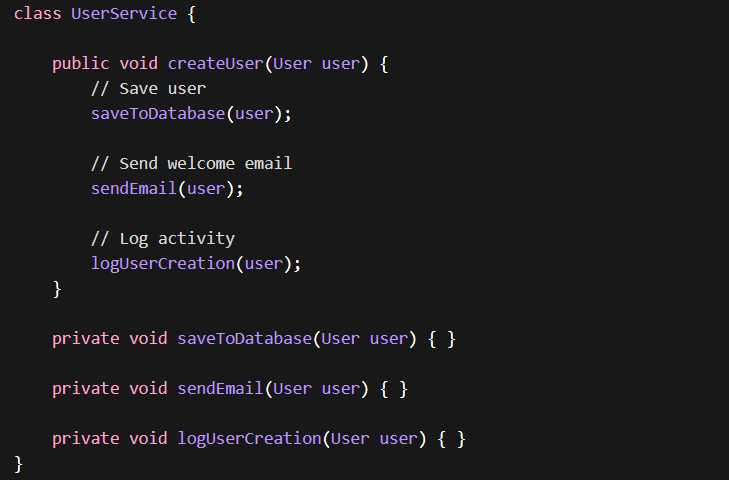 class UserService {
public void createUser(User user) {
// Save user
saveToDatabase(user);
// Send welcome email
sendEmail(user);
// Log activity
logUserCreation(user);
}
private void saveToDatabase(User user) { }
private void sendEmail(User user) { }
private void logUserCreation(User user) { }
}